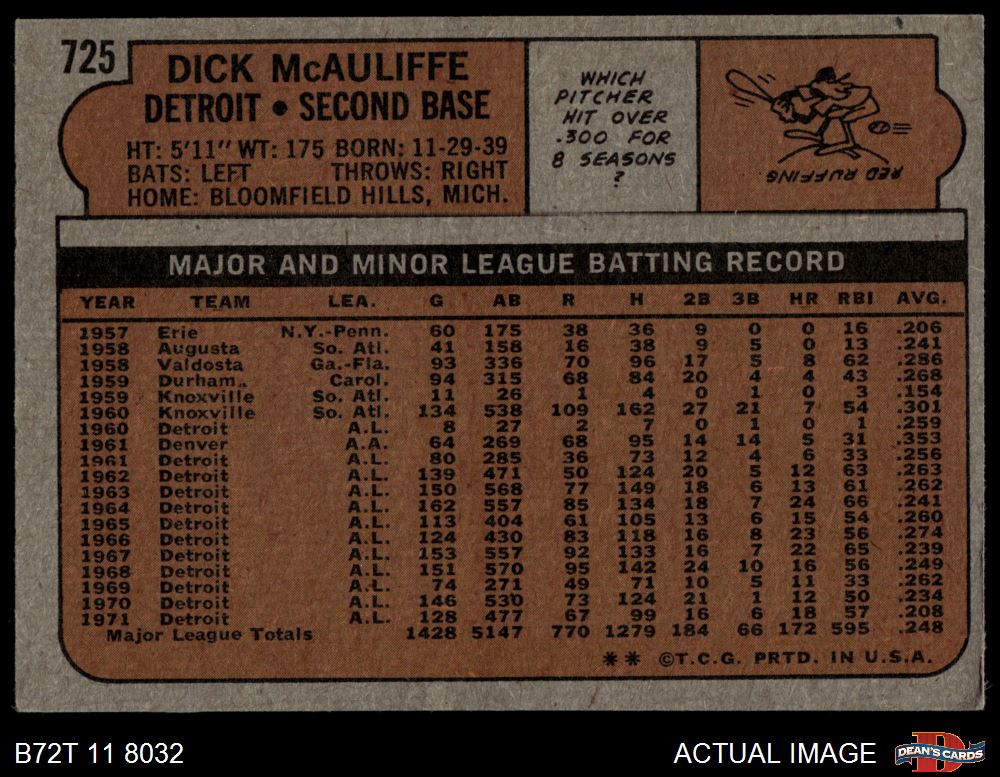 725
DICK McAULIFFE
DETROIT • SECOND BASE
HT: 5'11" WT: 175 BORN: 11-29-39
BATS: LEFT THROWS: RIGHT
HOME: BLOOMFIELD HILLS, MICH.
WHICH
PITCHER
HIT OVER
.300 FOR
8 SEASONS
?
RED RUFFING
MAJOR AND MINOR LEAGUE BATTING RECORD
YEAR TEAM LEA. G AB R H 2B 3B HR RBI AVG.
1957 Erie N.Y.-Penn. 60 175 38 36 9 0 0 16 .206
1958 Augusta So. Atl. 41 158 16 38 9 5 0 13 .241
1958 Valdosta Ga.-Fla. 93 336 70 96 17 5 8 62 .286
1959 Durham Carol. 94 315 68 84 20 4 4 43 .268
1959 Knoxville So. Atl. 11 26 1 4 0 1 0 3 .154
1960 Knoxville So. Atl. 134 538 109 162 27 21 7 54 .301
1960 Detroit A.L. 8 27 2 7 0 1 0 1 .259
1961 Denver A.A. 64 269 68 95 14 14 5 31 .353
1961 Detroit A.L. 80 285 36 73 12 4 6 33 .256
1962 Detroit A.L. 139 471 50 124 20 5 12 63 .263
1963 Detroit A.L. 150 568 77 149 18 6 13 61 .262
1964 Detroit A.L. 162 557 85 134 18 7 24 66 .241
1965 Detroit A.L. 113 404 61 105 13 6 15 54 .260
1966 Detroit A.L. 124 430 83 118 16 8 23 56 .274
1967 Detroit A.L. 153 557 92 133 16 7 22 65 .239
1968 Detroit A.L. 151 570 95 142 24 10 16 56 .249
1969 Detroit A.L. 74 271 49 71 10 5 11 33 .262
1970 Detroit A.L. 146 530 73 124 21 1 12 50 .234
1971 Detroit A.L. 128 477 67 99 16 6 18 57 .208
Major League Totals 1428 5147 770 1279 184 66 172 595 .248
** ©T.C.G. PRTD. IN U.S.A.
B72T 11 8032
ACTUAL IMAGE
D
DEAN'S CARDS